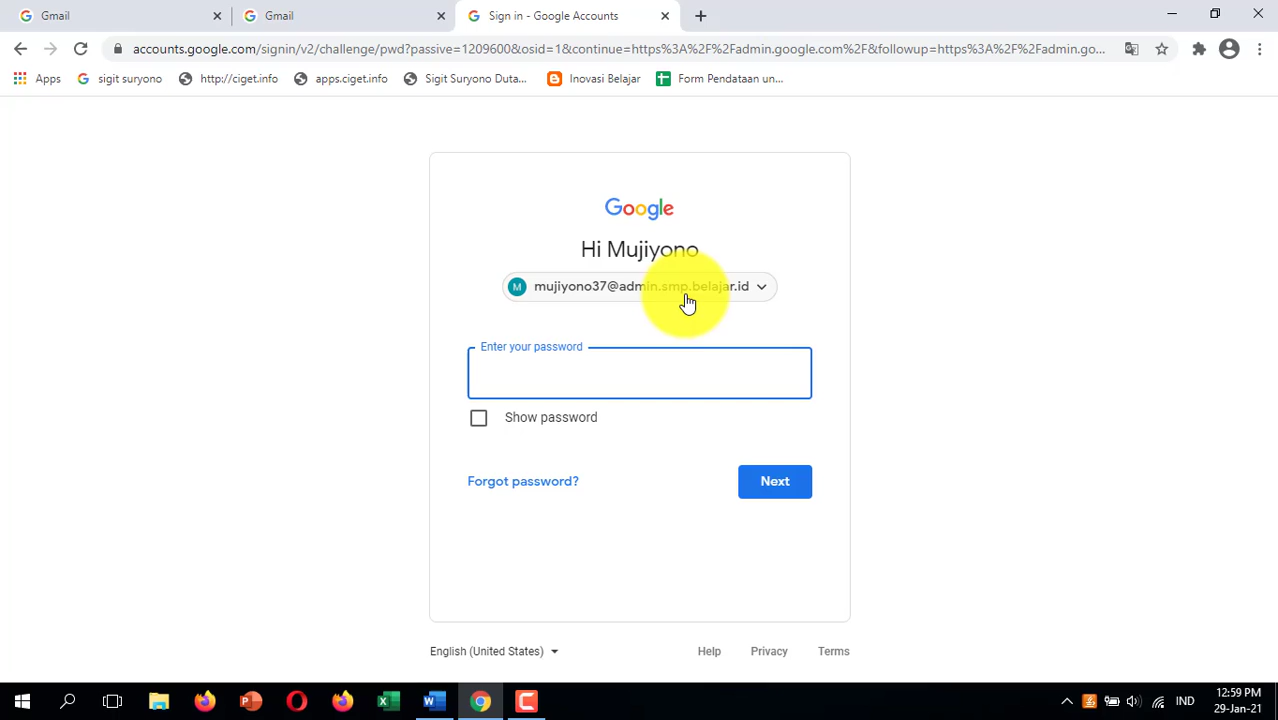 Gmail
Gmail
Sign in - Google Accounts
accounts.google.com/signin/v2/challenge/pwd?passive=1209600&osid=1&continue=https%3A%2F%2Fadmin.google.com%2F&followup=https%3A%2F%2Fadmin.go...
Apps
sigit suryono
http://ciget.info
apps.ciget.info
Sigit Suryono Duta...
Inovasi Belajar
Form Pendataan un...
Google
Hi Mujiyono
M
mujiyono37@admin.smp.belajar.id
Enter your password
Show password
Forgot password?
Next
English (United States)
Help
Privacy
Terms
IND
12:59 PM
29-Jan-21